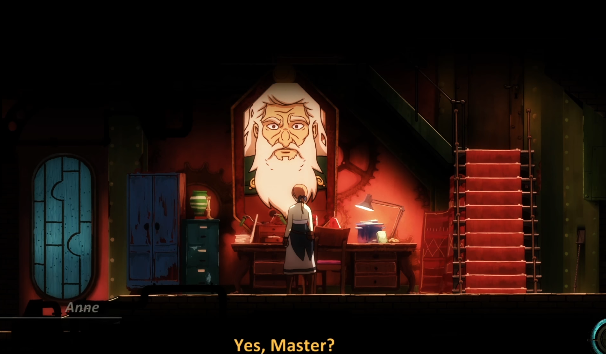 Anne
Yes, Master?